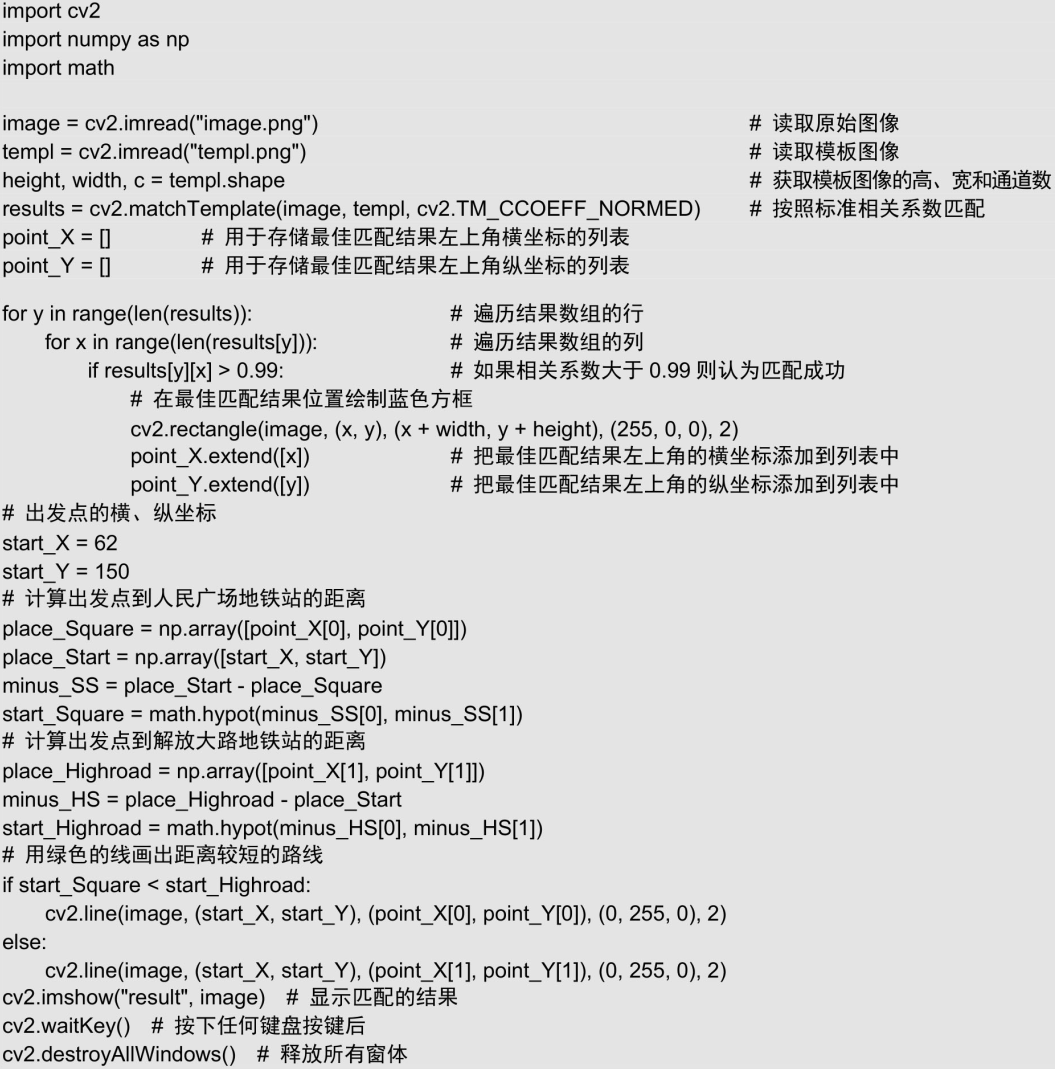 import cv2
import numpy as np
import math

image = cv2.imread("image.png") # 读取原始图像
templ = cv2.imread("templ.png") # 读取模板图像
height, width, c = templ.shape # 获取模板图像的高、宽和通道数
results = cv2.matchTemplate(image, templ, cv2.TM_CCOEFF_NORMED) # 按照标准相关系数匹配
point_X = [] # 用于存储最佳匹配结果左上角横坐标的列表
point_Y = [] # 用于存储最佳匹配结果左上角纵坐标的列表

for y in range(len(results)): # 遍历结果数组的行
    for x in range(len(results[y])): # 遍历结果数组的列
        if results[y][x] > 0.99: # 如果相关系数大于 0.99 则认为匹配成功
            # 在最佳匹配结果位置绘制蓝色方框
            cv2.rectangle(image, (x, y), (x + width, y + height), (255, 0, 0), 2)
            point_X.extend([x]) # 把最佳匹配结果左上角的横坐标添加到列表中
            point_Y.extend([y]) # 把最佳匹配结果左上角的纵坐标添加到列表中
# 出发点的横、纵坐标
start_X = 62
start_Y = 150
# 计算出发点到人民广场地铁站的距离
place_Square = np.array([point_X[0], point_Y[0]])
place_Start = np.array([start_X, start_Y])
minus_SS = place_Start - place_Square
start_Square = math.hypot(minus_SS[0], minus_SS[1])
# 计算出发点到解放大路地铁站的距离
place_Highroad = np.array([point_X[1], point_Y[1]])
minus_HS = place_Highroad - place_Start
start_Highroad = math.hypot(minus_HS[0], minus_HS[1])
# 用绿色的线画出距离较短的路线
if start_Square < start_Highroad:
    cv2.line(image, (start_X, start_Y), (point_X[0], point_Y[0]), (0, 255, 0), 2)
else:
    cv2.line(image, (start_X, start_Y), (point_X[1], point_Y[1]), (0, 255, 0), 2)
cv2.imshow("result", image) # 显示匹配的结果
cv2.waitKey() # 按下任何键盘按键后
cv2.destroyAllWindows() # 释放所有窗体